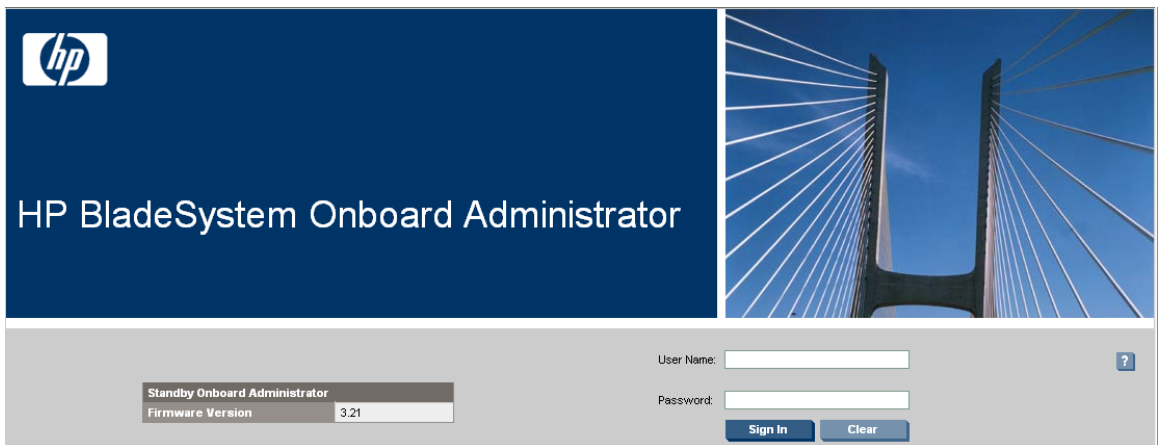 hp
HP BladeSystem Onboard Administrator
User Name:
?
Standby Onboard Administrator
Firmware Version 3.21
Password:
Sign In Clear